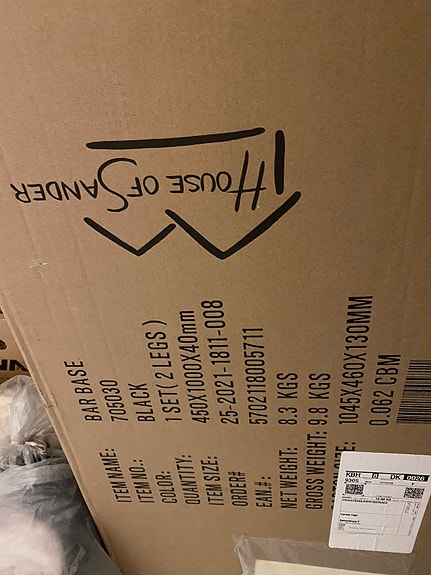 HOUSE OF SANDER
ITEM NAME: BAR BASE
ITEM NO.: 705030
COLOR: BLACK
QUANTITY: 1 SET ( 2 LEGS )
ITEM SIZE: 450X1000X40mm
ORDER# 25-2021-1811-008
EAN.#: 5702118005711
NET WEIGHT: 8.3 KGS
GROSS WEIGHT: 9.8 KGS
1045X460X130MM
0.062 CBM
KBH 8 DK 0026